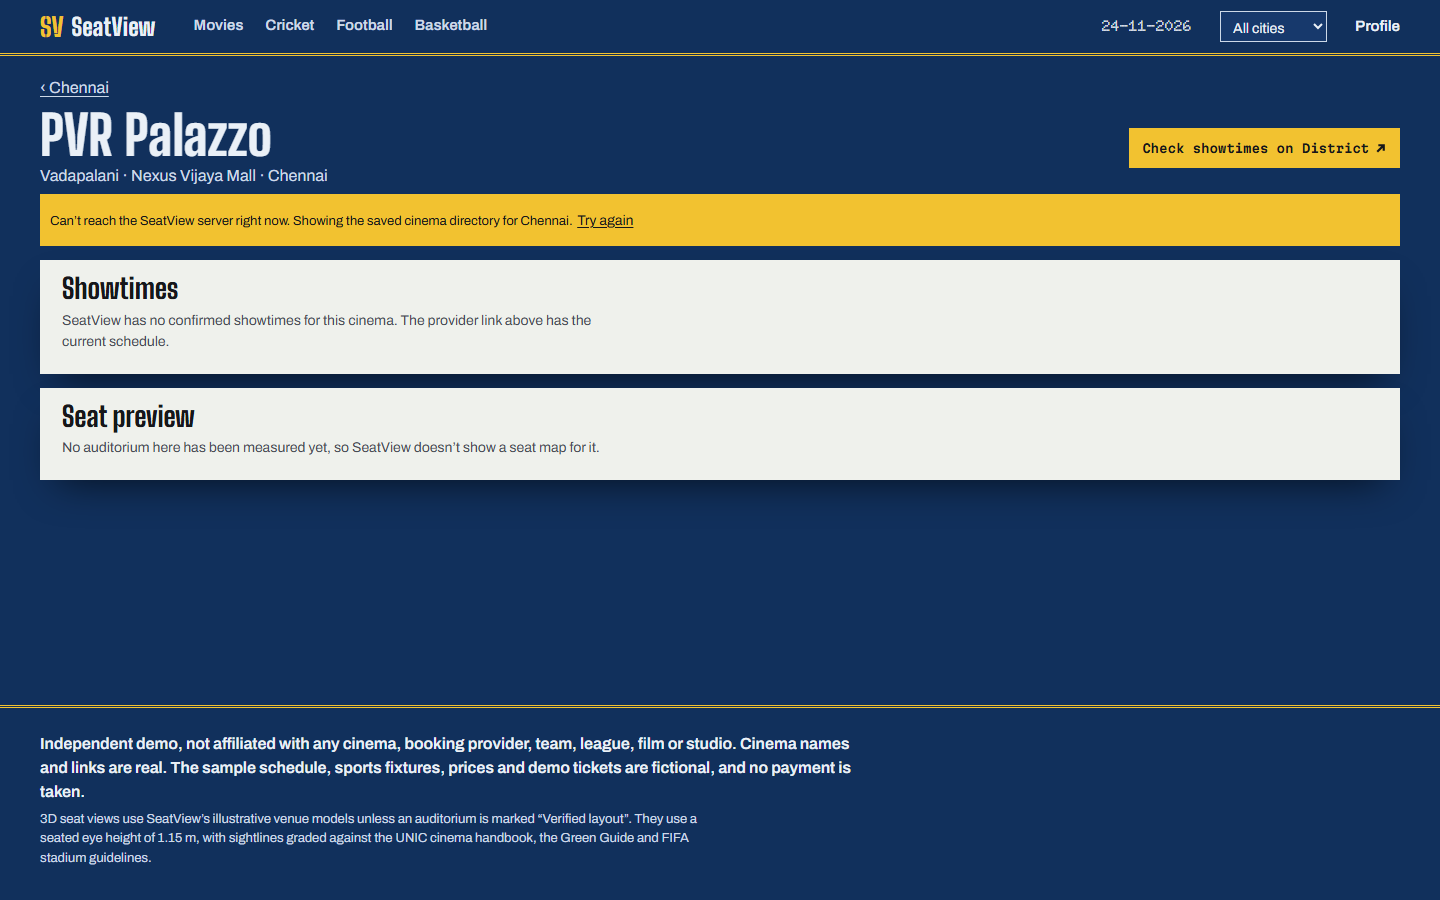 SV SeatView Movies Cricket Football Basketball 24-11-2026 All cities Profile
‹ Chennai
PVR Palazzo
Check showtimes on District ↗
Vadapalani · Nexus Vijaya Mall · Chennai
Can’t reach the SeatView server right now. Showing the saved cinema directory for Chennai. Try again
Showtimes
SeatView has no confirmed showtimes for this cinema. The provider link above has the
current schedule.
Seat preview
No auditorium here has been measured yet, so SeatView doesn’t show a seat map for it.
Independent demo, not affiliated with any cinema, booking provider, team, league, film or studio. Cinema names
and links are real. The sample schedule, sports fixtures, prices and demo tickets are fictional, and no payment is
taken.
3D seat views use SeatView’s illustrative venue models unless an auditorium is marked “Verified layout”. They use a
seated eye height of 1.15 m, with sightlines graded against the UNIC cinema handbook, the Green Guide and FIFA
stadium guidelines.